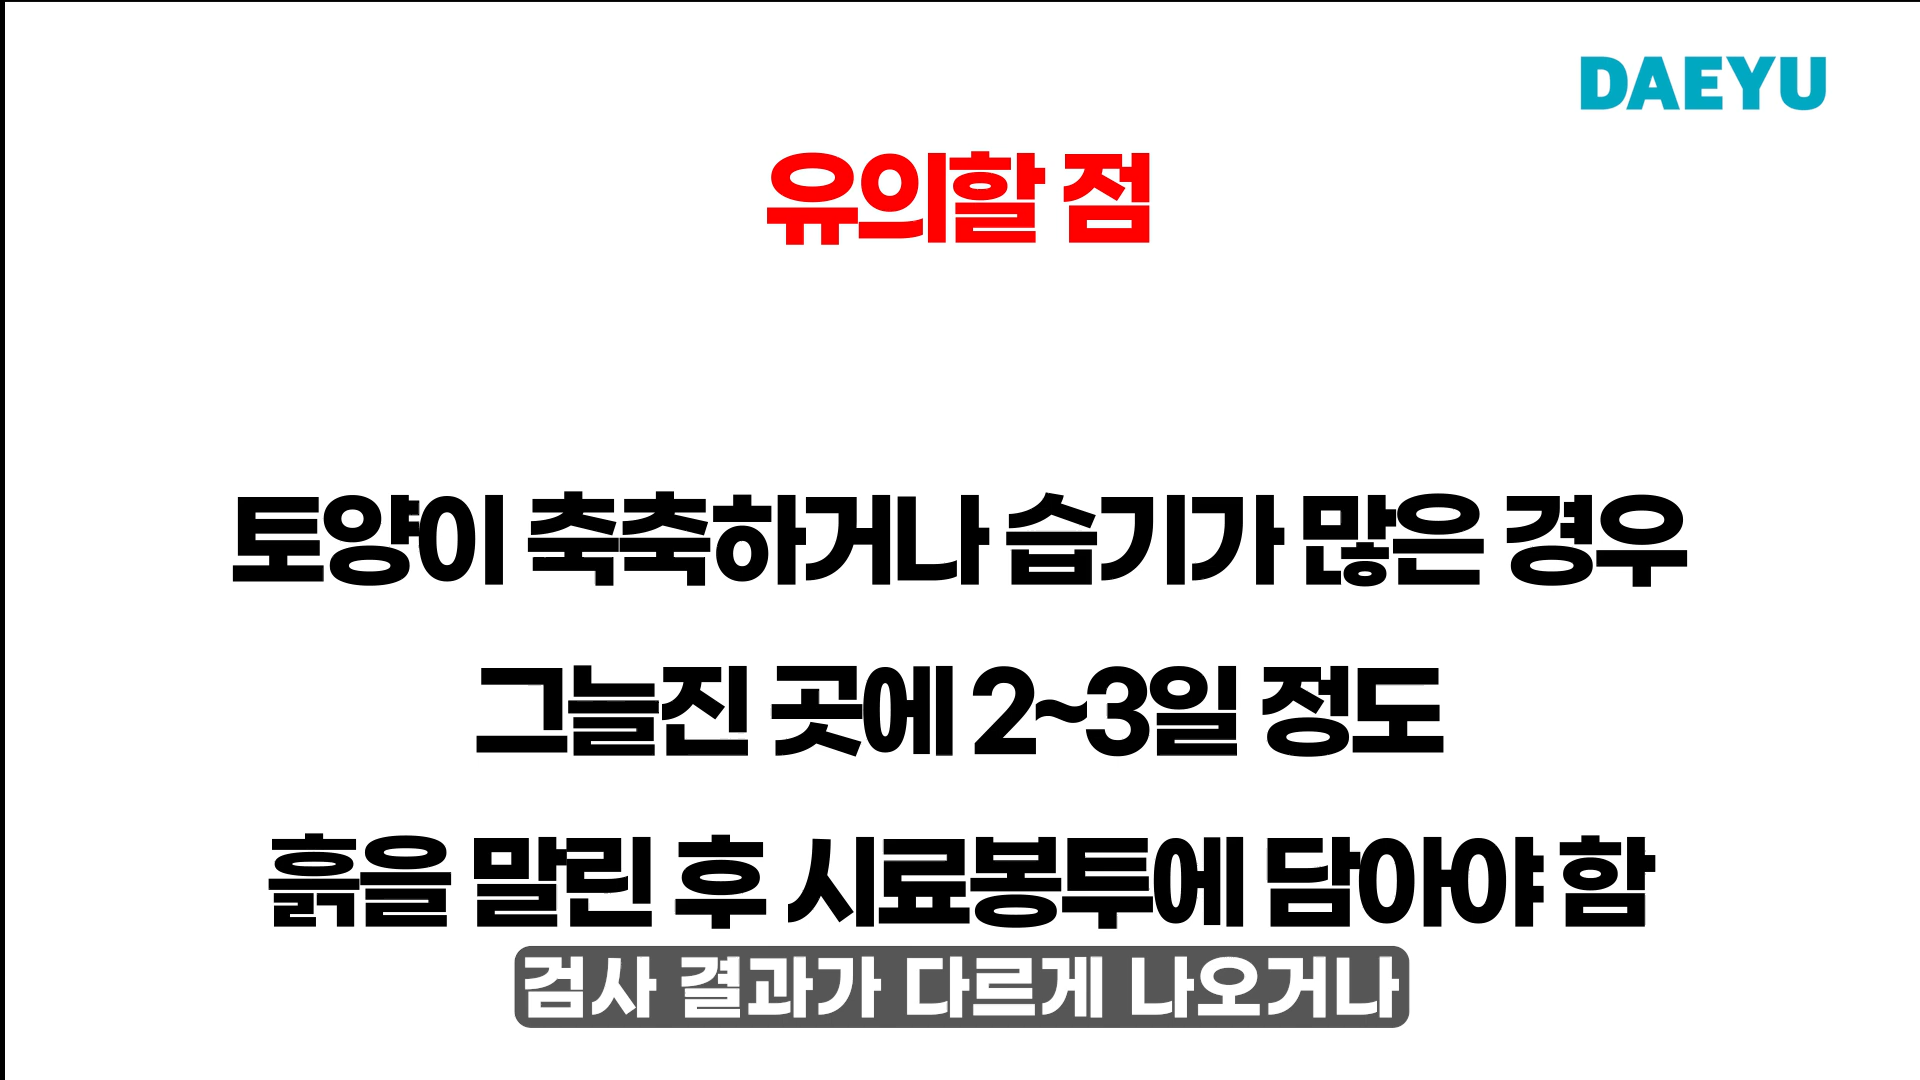 DAEYU
유의할 점
토양이 축축하거나 습기가 많은 경우
그늘진 곳에 2~3일 정도
흙을 말린 후 시료봉투에 담아야 함
검사 결과가 다르게 나오거나